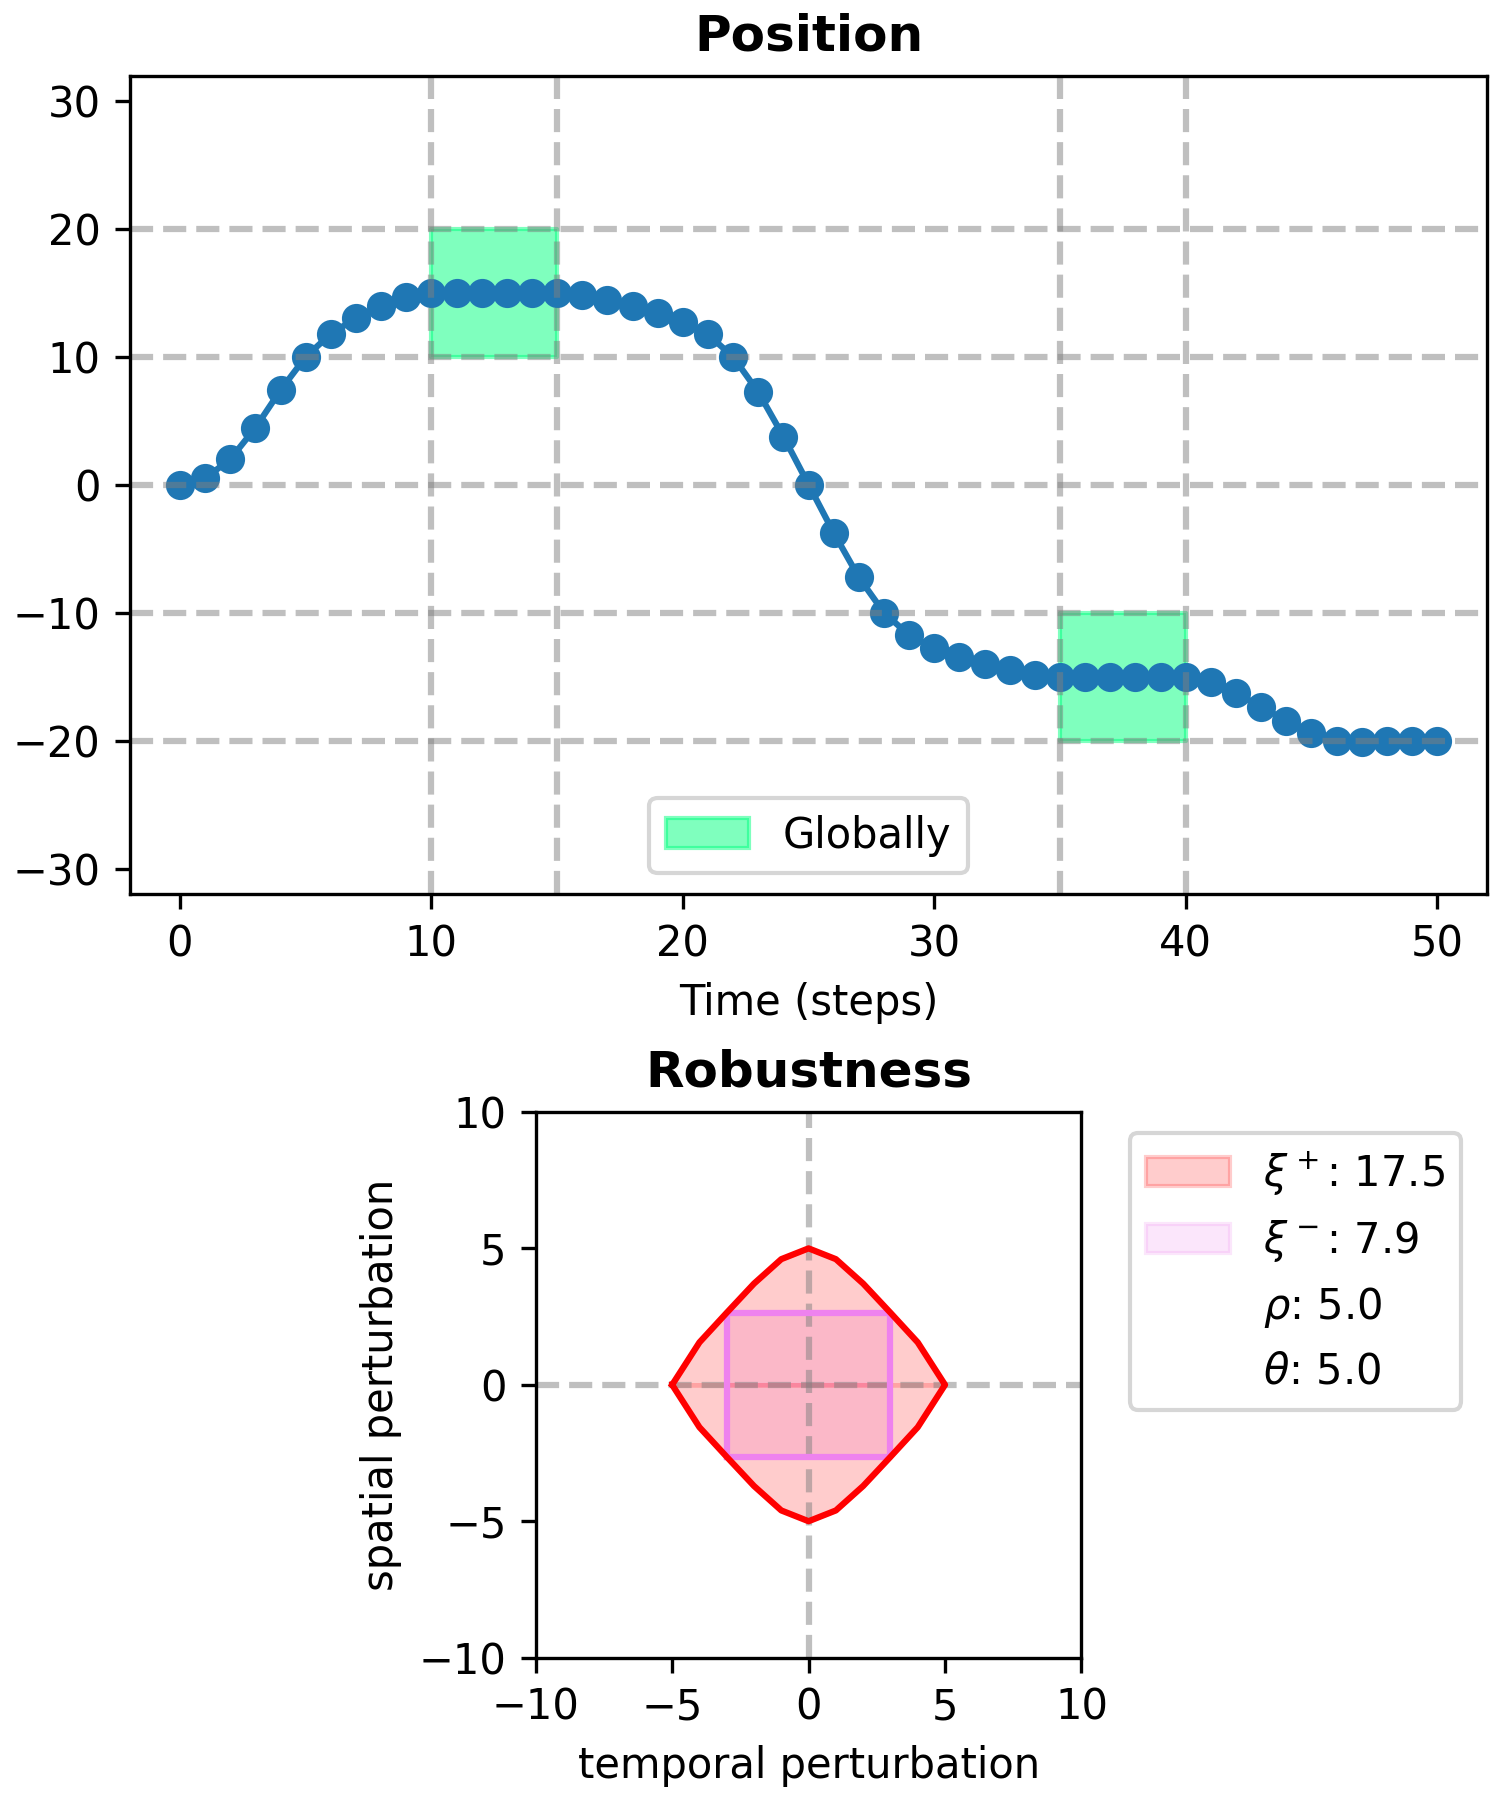 Position
30
20
10
0
−10
−20
−30
Globally
0 10 20 30 40 50
Time (steps)
Robustness
10
5
0
−5
−10
spatial perturbation
−10 −5 0 5 10
temporal perturbation
ξ⁺: 17.5
ξ⁻: 7.9
ρ: 5.0
θ: 5.0